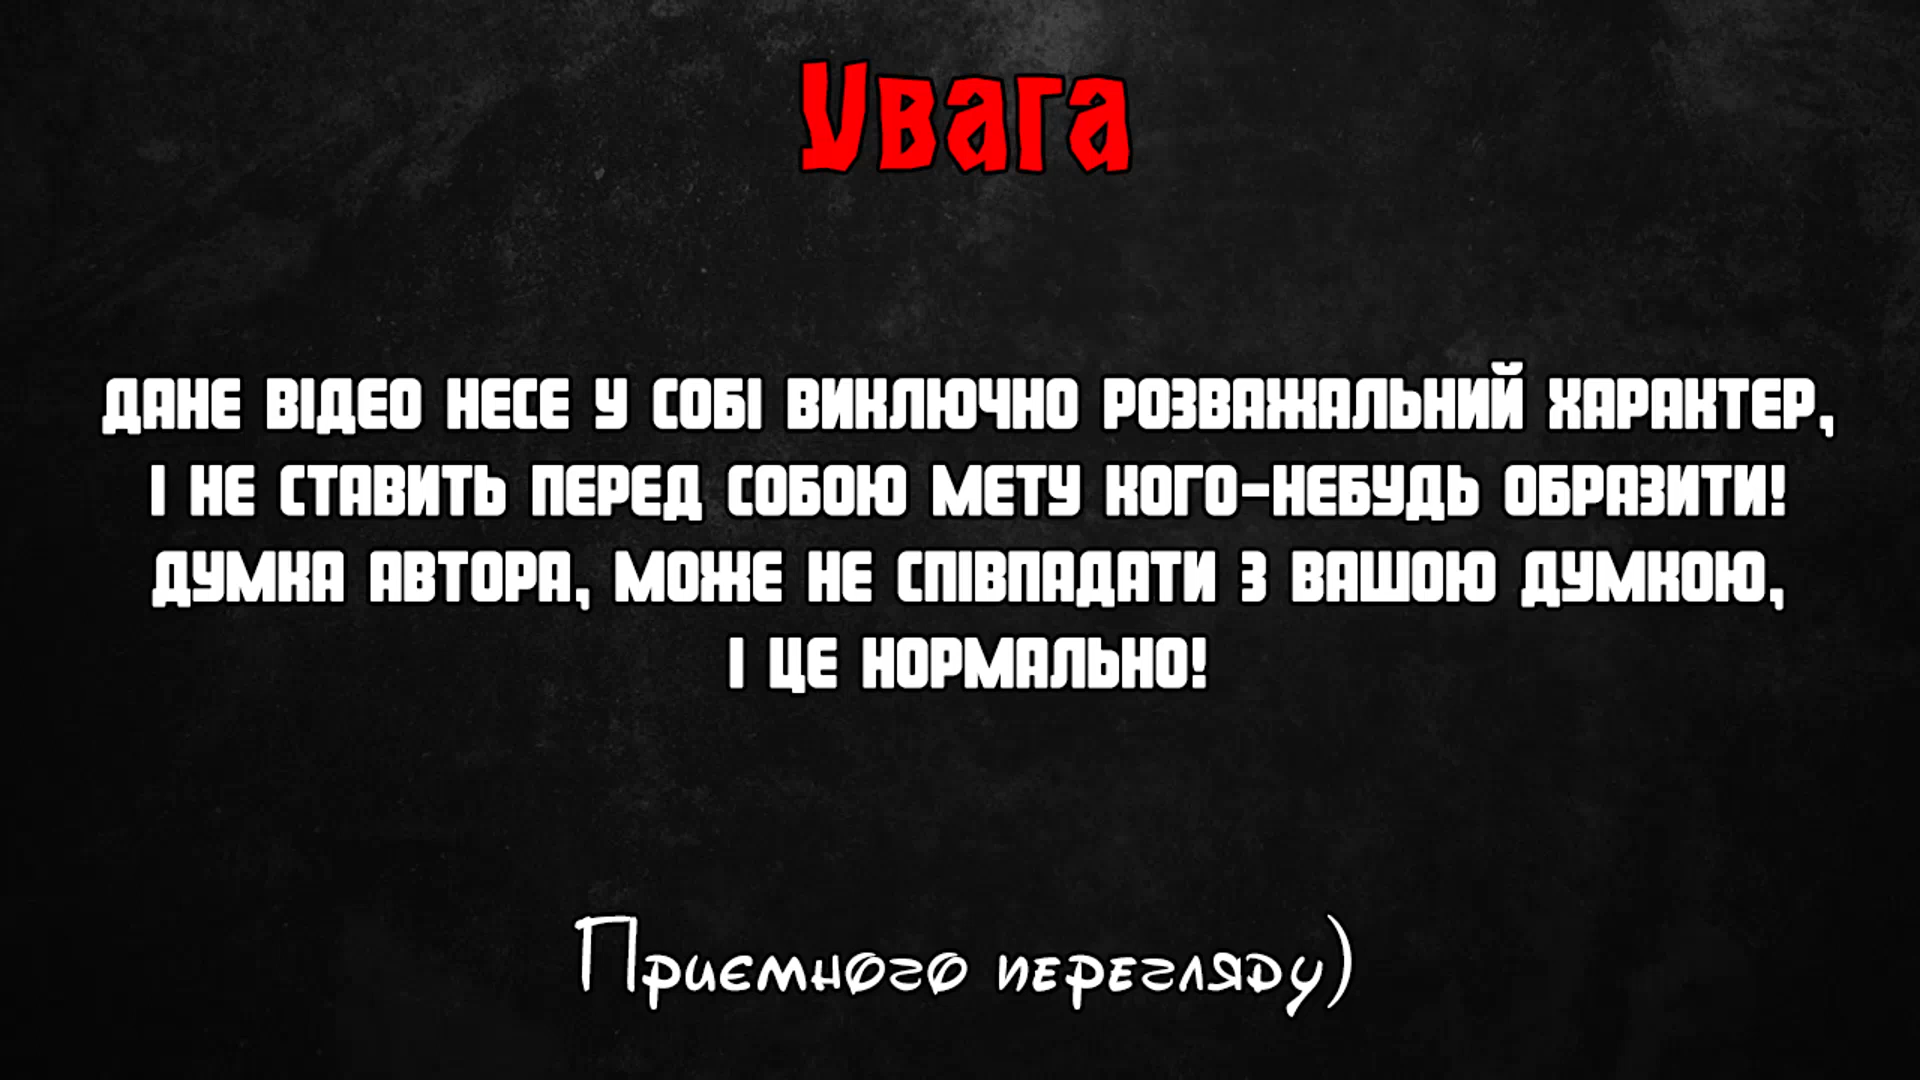 Увага
ДАНЕ ВІДЕО НЕСЕ У СОБІ ВИКЛЮЧНО РОЗВАЖАЛЬНИЙ ХАРАКТЕР,
І НЕ СТАВИТЬ ПЕРЕД СОБОЮ МЕТУ КОГО-НЕБУДЬ ОБРАЗИТИ!
ДУМКА АВТОРА, МОЖЕ НЕ СПІВПАДАТИ З ВАШОЮ ДУМКОЮ,
І ЦЕ НОРМАЛЬНО!
Приємного перегляду)